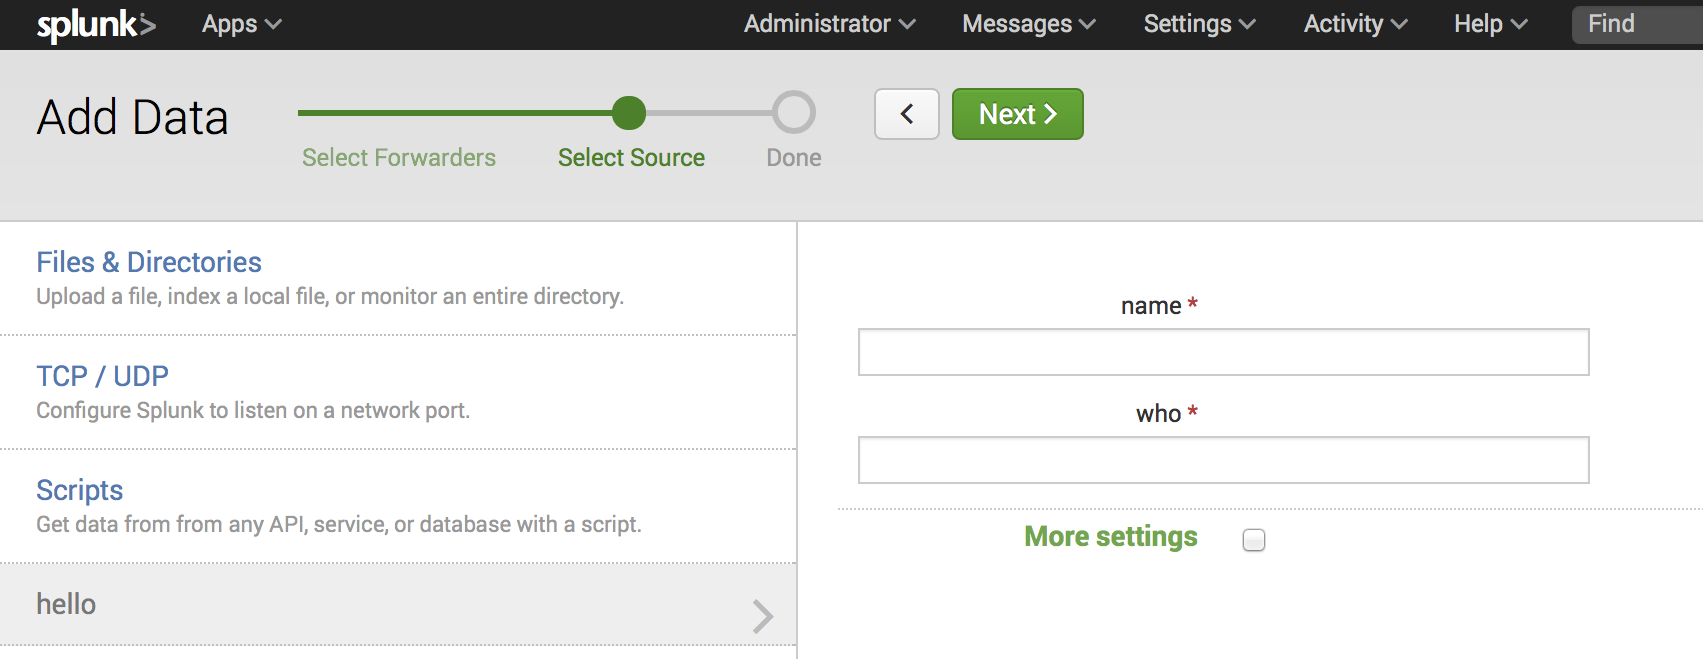 splunk> Apps Administrator Messages Settings Activity Help Find
Add Data
Select Forwarders Select Source Done
Next
Files & Directories
Upload a file, index a local file, or monitor an entire directory.
TCP / UDP
Configure Splunk to listen on a network port.
Scripts
Get data from from any API, service, or database with a script.
hello
name *
who *
More settings